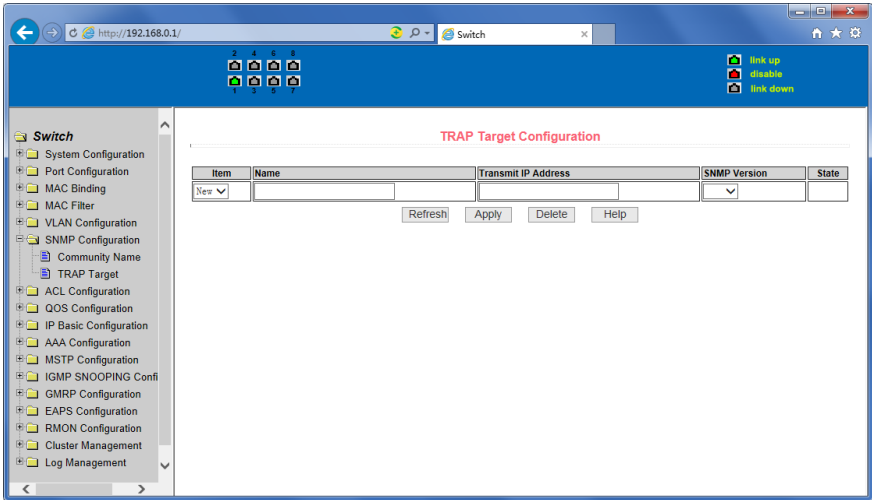 http://192.168.0.1/
Switch
2 4 6 8
1 3 5 7
link up
disable
link down
Switch
System Configuration
Port Configuration
MAC Binding
MAC Filter
VLAN Configuration
SNMP Configuration
Community Name
TRAP Target
ACL Configuration
QOS Configuration
IP Basic Configuration
AAA Configuration
MSTP Configuration
IGMP SNOOPING Confi
GMRP Configuration
EAPS Configuration
RMON Configuration
Cluster Management
Log Management
TRAP Target Configuration
Item Name Transmit IP Address SNMP Version State
New
Refresh Apply Delete Help